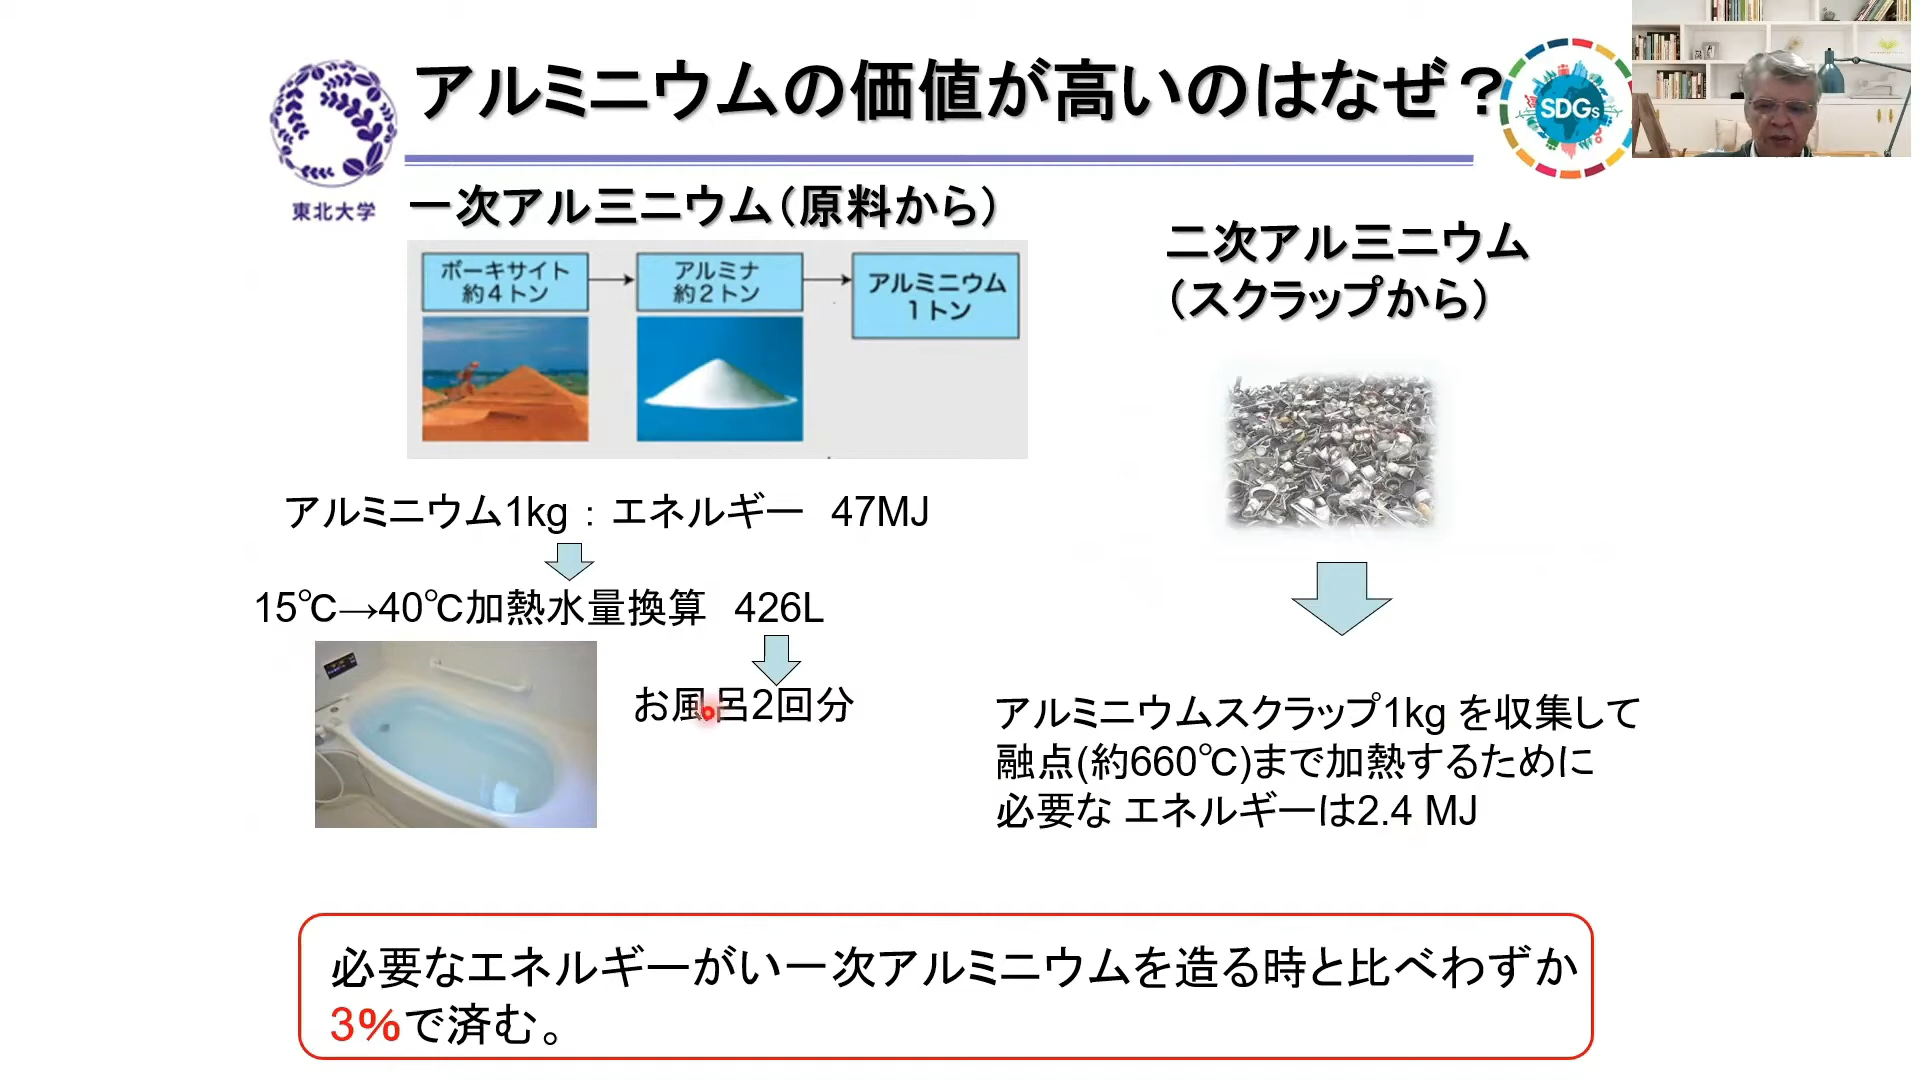 アルミニウムの価値が高いのはなぜ？
SDGs
東北大学
一次アル三ニウム（原料から）
ボーキサイト
約4トン
アルミナ
約2トン
アルミニウム
1トン
二次アル三ニウム
（スクラップから）
アルミニウム1kg：エネルギー　47MJ
15℃→40℃加熱水量換算　426L
お風呂2回分
アルミニウムスクラップ1kg を収集して
融点(約660℃)まで加熱するために
必要な エネルギーは2.4 MJ
必要なエネルギーがい一次アルミニウムを造る時と比べわずか
3%で済む。